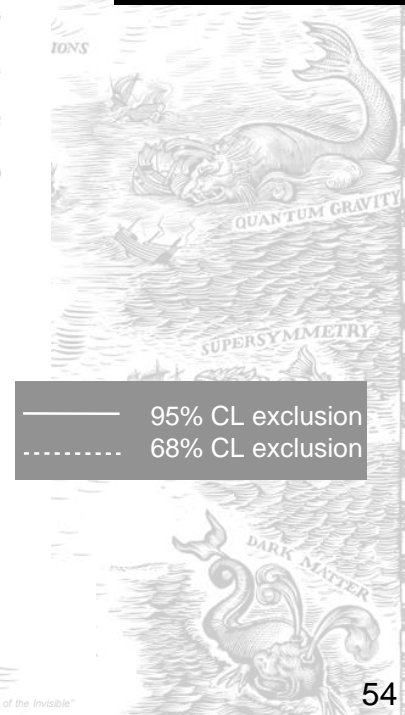 IONS
QUANTUM GRAVITY
SUPERSYMMETRY
95% CL exclusion
68% CL exclusion
DARK MATTER
of the Invisible"
54